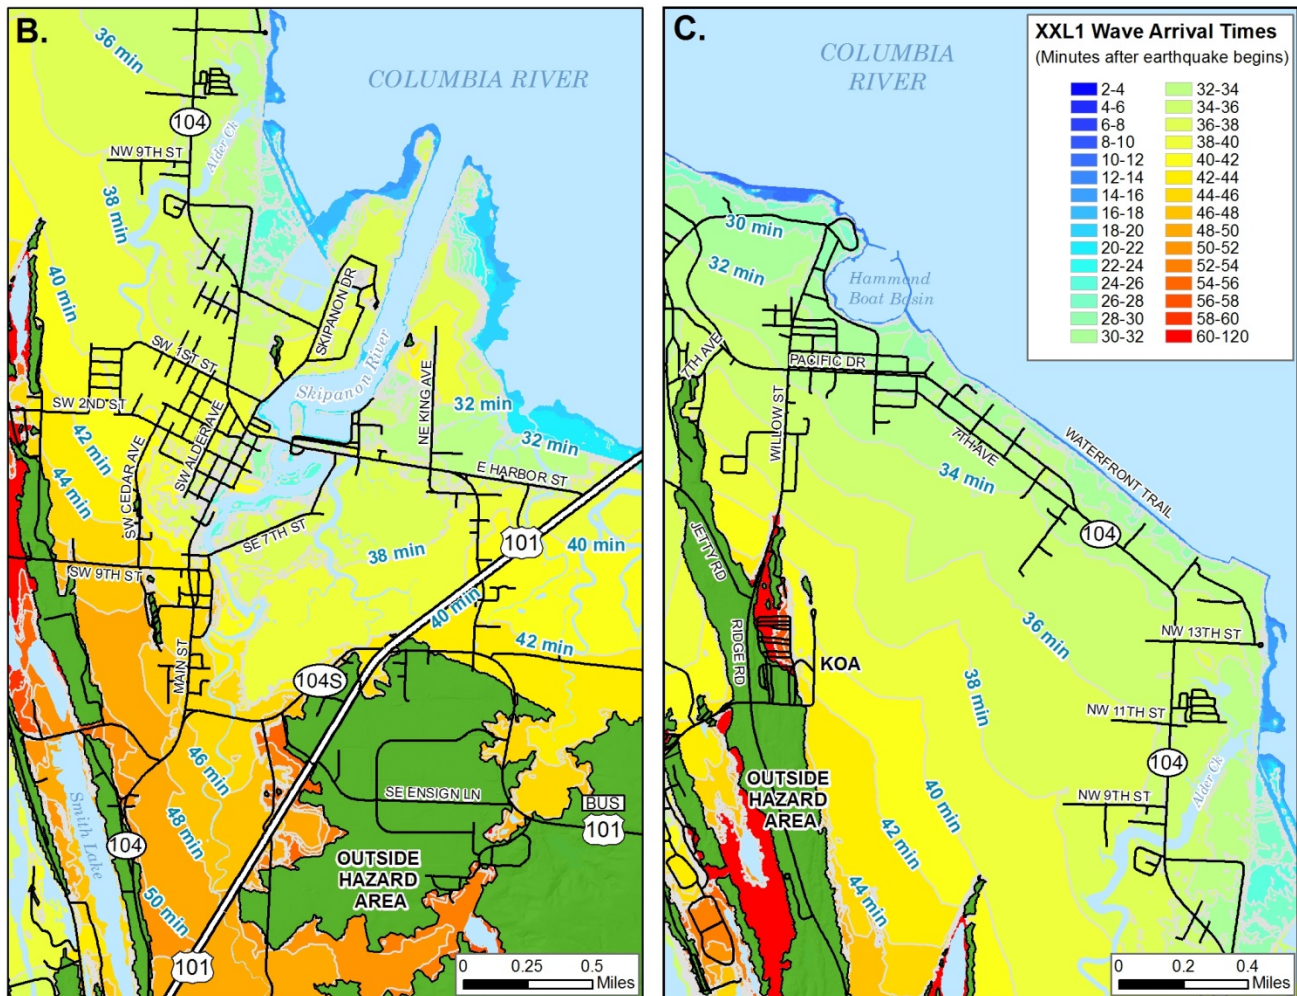 B.
36 min
COLUMBIA RIVER
104
Alder Ck
NW 9TH ST
38 min
40 min
SKIPANON DR
SW 1ST ST
Skipanon River
SW 2ND ST
NE KING AVE
32 min
32 min
42 min
SW CEDAR AVE
SW ALDER AVE
E HARBOR ST
44 min
SE 7TH ST
101
38 min
40 min
SW 9TH ST
40 min
42 min
MAIN ST
104S
46 min
SE ENSIGN LN
BUS
101
Smith Lake
48 min
104
OUTSIDE
HAZARD
AREA
50 min
101
0 0.25 0.5
Miles
C.
COLUMBIA
RIVER
XXL1 Wave Arrival Times
(Minutes after earthquake begins)
2-4
4-6
6-8
8-10
10-12
12-14
14-16
16-18
18-20
20-22
22-24
24-26
26-28
28-30
30-32
32-34
34-36
36-38
38-40
40-42
42-44
44-46
46-48
48-50
50-52
52-54
54-56
56-58
58-60
60-120
30 min
32 min
Hammond
Boat Basin
7TH AVE
PACIFIC DR
WILLOW ST
7TH AVE
WATERFRONT TRAIL
34 min
104
JETTY RD
36 min
NW 13TH ST
RIDGE RD
KOA
38 min
NW 11TH ST
104
OUTSIDE
HAZARD
AREA
40 min
Alder Ck
NW 9TH ST
42 min
44 min
0 0.2 0.4
Miles